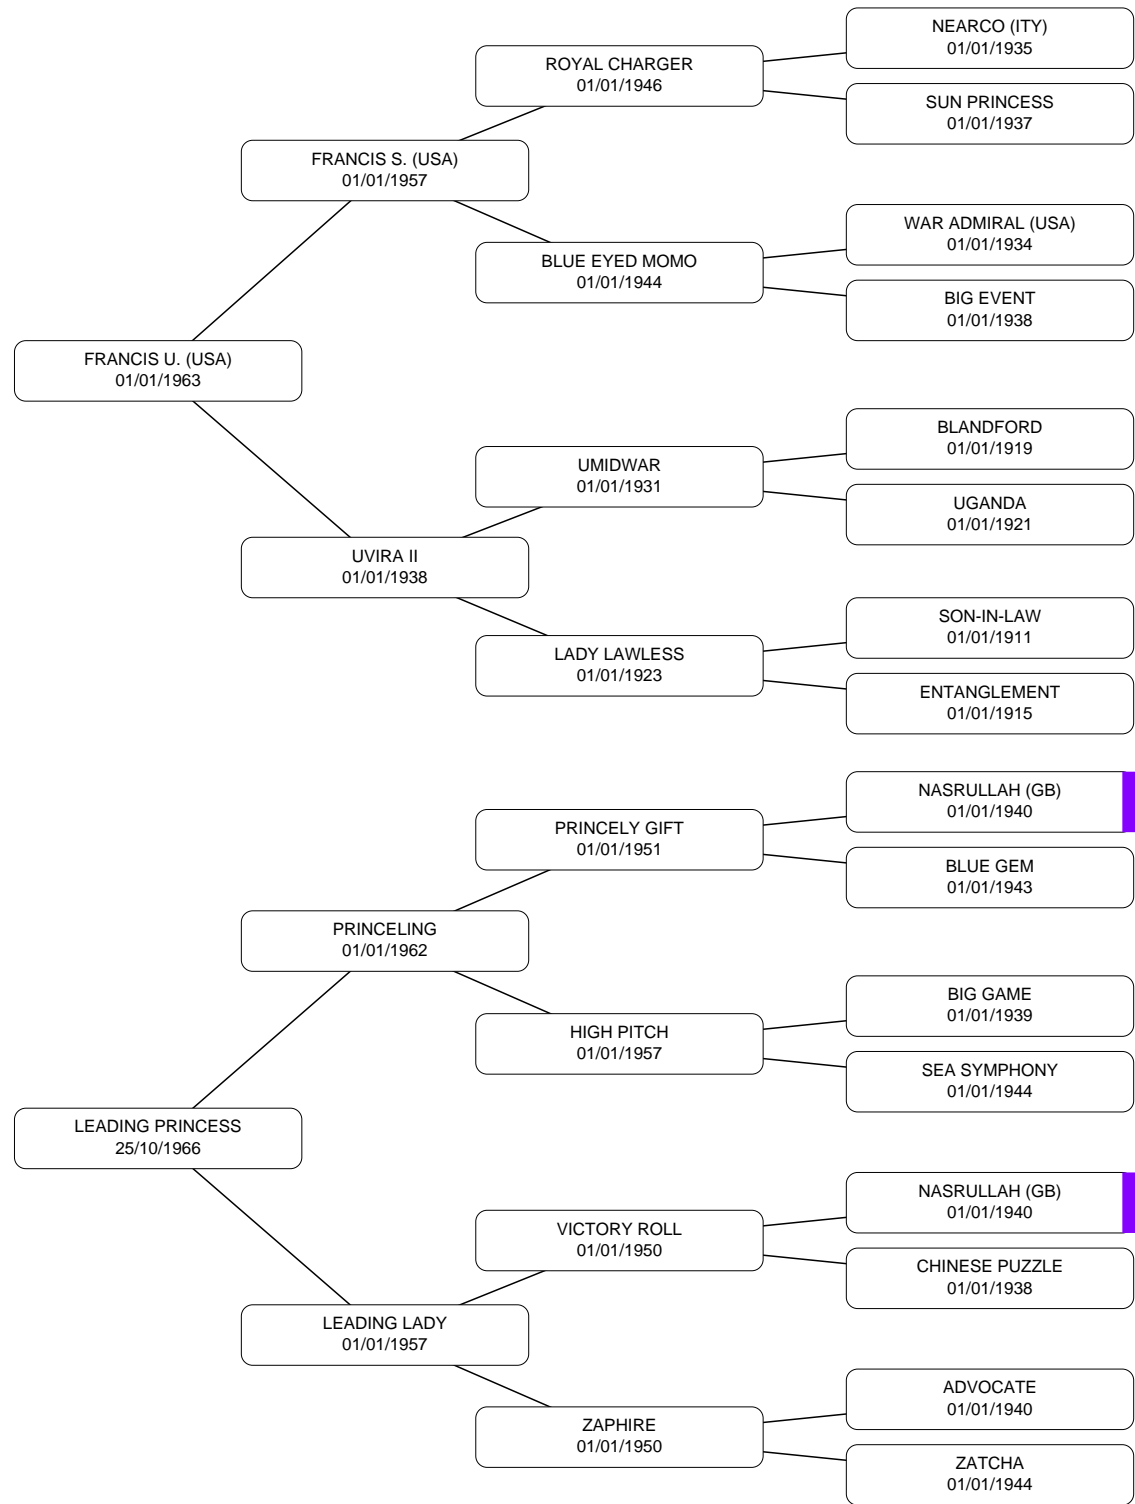 NEARCO (ITY)
01/01/1935
ROYAL CHARGER
01/01/1946
SUN PRINCESS
01/01/1937
FRANCIS S. (USA)
01/01/1957
WAR ADMIRAL (USA)
01/01/1934
BLUE EYED MOMO
01/01/1944
BIG EVENT
01/01/1938
FRANCIS U. (USA)
01/01/1963
BLANDFORD
01/01/1919
UMIDWAR
01/01/1931
UGANDA
01/01/1921
UVIRA II
01/01/1938
SON-IN-LAW
01/01/1911
LADY LAWLESS
01/01/1923
ENTANGLEMENT
01/01/1915
NASRULLAH (GB)
01/01/1940
PRINCELY GIFT
01/01/1951
BLUE GEM
01/01/1943
PRINCELING
01/01/1962
BIG GAME
01/01/1939
HIGH PITCH
01/01/1957
SEA SYMPHONY
01/01/1944
LEADING PRINCESS
25/10/1966
NASRULLAH (GB)
01/01/1940
VICTORY ROLL
01/01/1950
CHINESE PUZZLE
01/01/1938
LEADING LADY
01/01/1957
ADVOCATE
01/01/1940
ZAPHIRE
01/01/1950
ZATCHA
01/01/1944